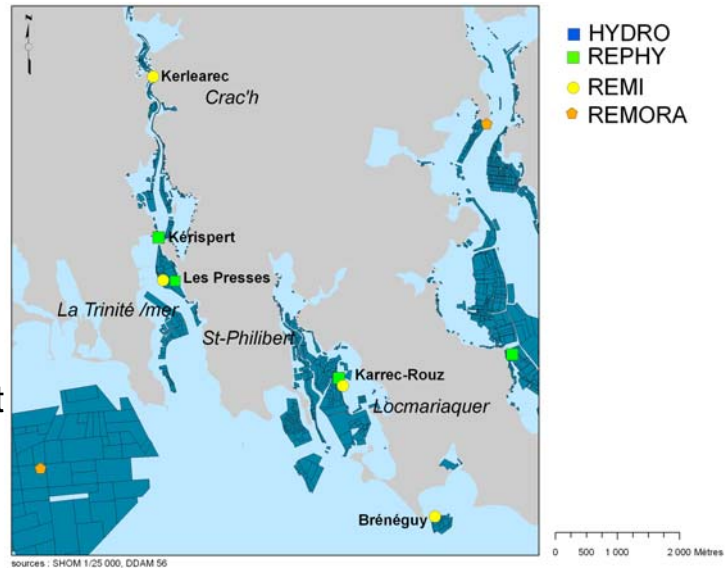 HYDRO
REPHY
REMI
REMORA
Kerlearec
Crac'h
Kérispert
Les Presses
La Trinité /mer
St-Philibert
Karrec-Rouz
Locmariaquer
Brénéguy
t
0 500 1 000 2 000 Mètres
sources : SHOM 1/25 000, DDAM 56